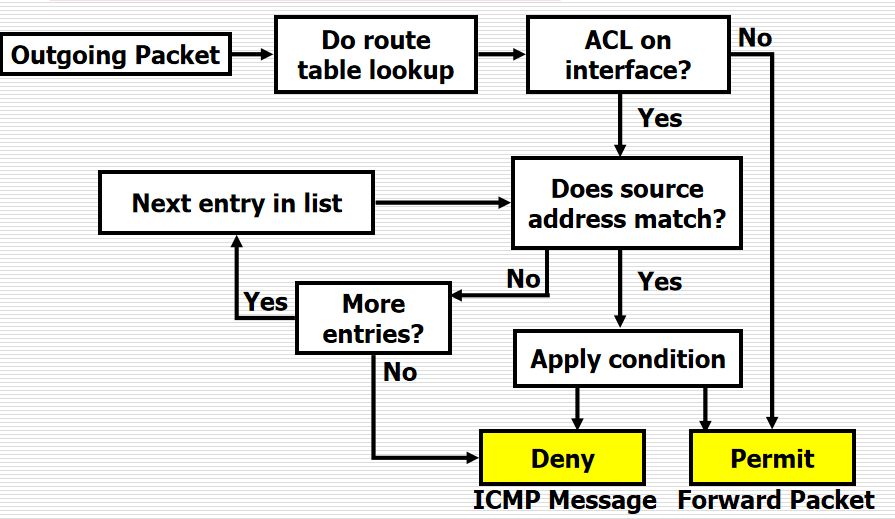 Outgoing Packet
Do route
table lookup
ACL on
interface?
No
Yes
Next entry in list
Does source
address match?
No
Yes
Yes
More
entries?
Apply condition
No
Deny
Permit
ICMP Message
Forward Packet